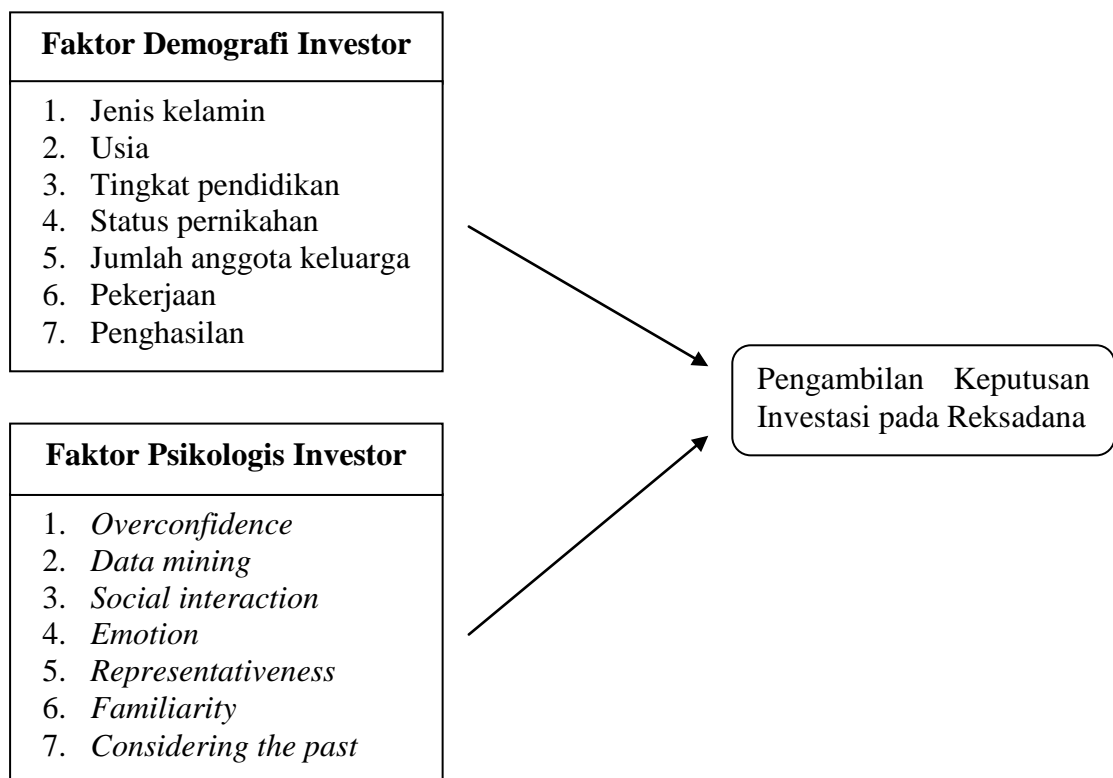 Faktor Demografi Investor
1. Jenis kelamin
2. Usia
3. Tingkat pendidikan
4. Status pernikahan
5. Jumlah anggota keluarga
6. Pekerjaan
7. Penghasilan
Pengambilan Keputusan
Investasi pada Reksadana
Faktor Psikologis Investor
1. Overconfidence
2. Data mining
3. Social interaction
4. Emotion
5. Representativeness
6. Familiarity
7. Considering the past